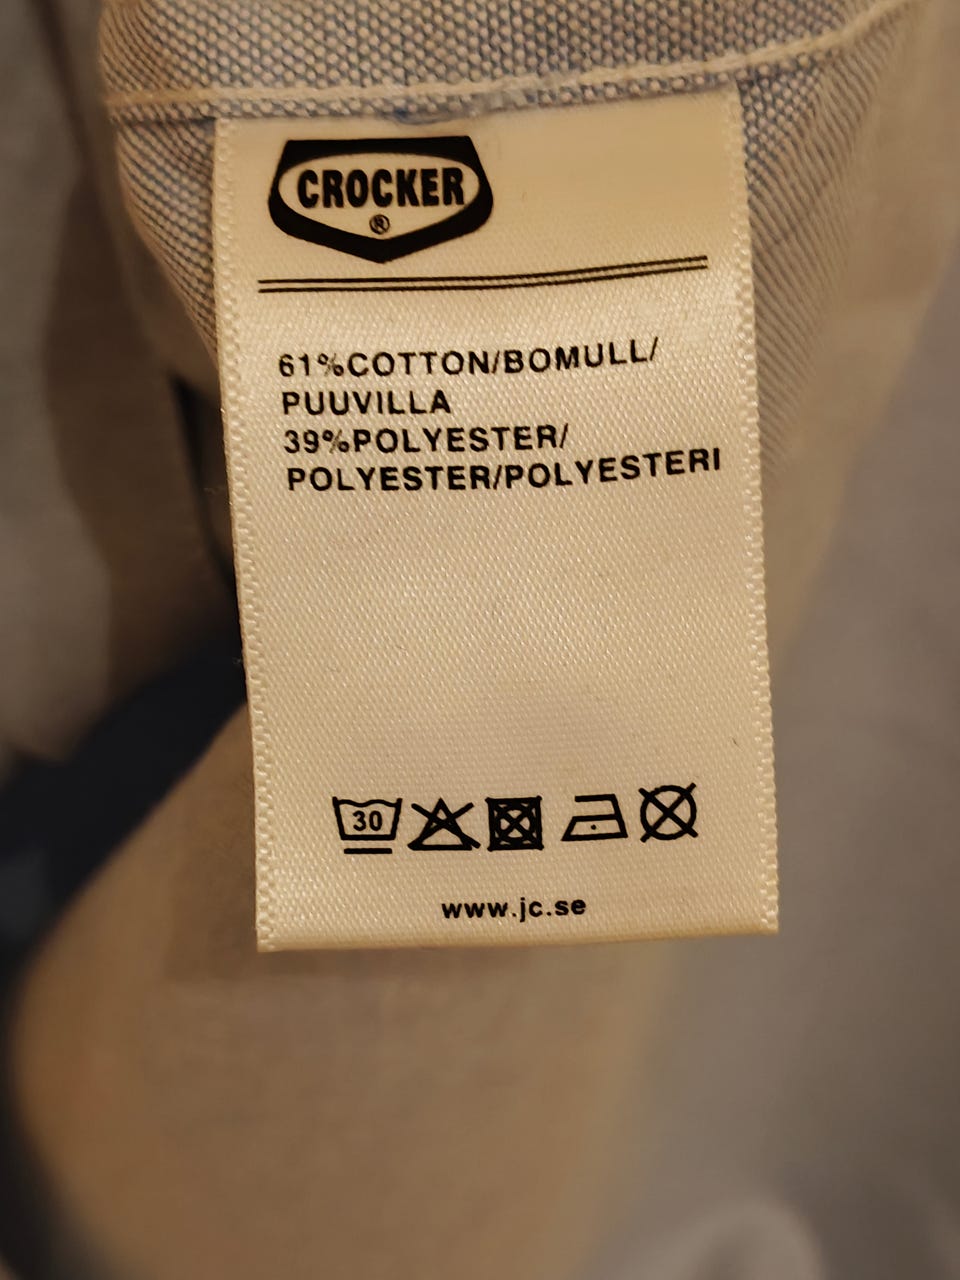 CROCKER
®
61%COTTON/BOMULL/
PUUVILLA
39%POLYESTER/
POLYESTER/POLYESTERI
30
www.jc.se